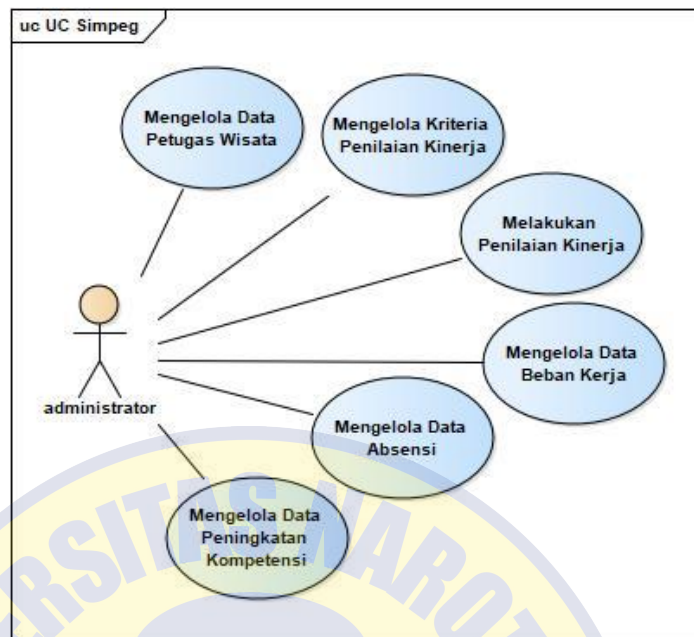 uc UC Simpeg
Mengelola Data
Petugas Wisata
Mengelola Kriteria
Penilaian Kinerja
Melakukan
Penilaian Kinerja
Mengelola Data
Beban Kerja
administrator
Mengelola Data
Absensi
Mengelola Data
Peningkatan
Kompetensi